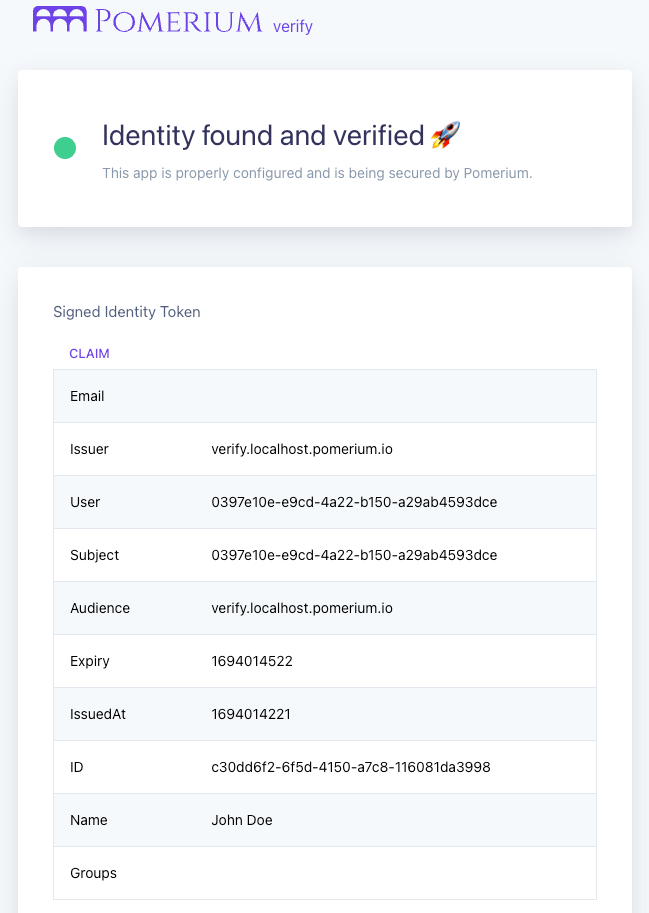 POMERIUM verify
Identity found and verified 🚀
This app is properly configured and is being secured by Pomerium.
Signed Identity Token
CLAIM
Email
Issuer verify.localhost.pomerium.io
User 0397e10e-e9cd-4a22-b150-a29ab4593dce
Subject 0397e10e-e9cd-4a22-b150-a29ab4593dce
Audience verify.localhost.pomerium.io
Expiry 1694014522
IssuedAt 1694014221
ID c30dd6f2-6f5d-4150-a7c8-116081da3998
Name John Doe
Groups